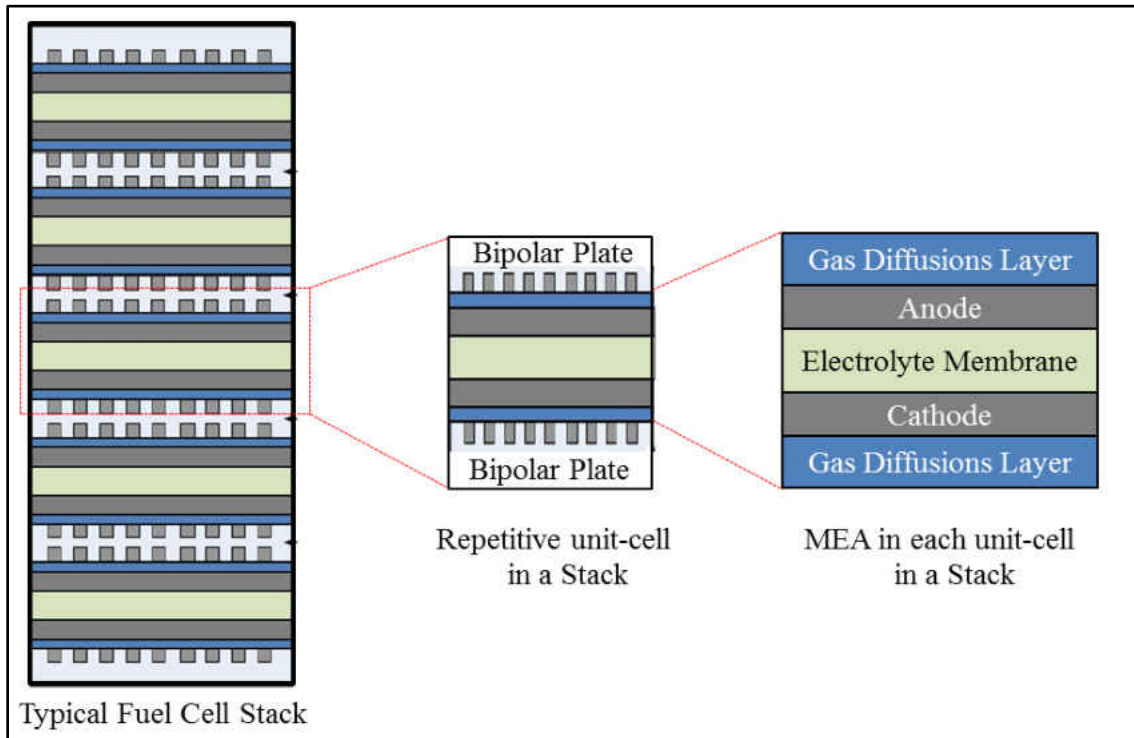 Typical Fuel Cell Stack
Bipolar Plate
Bipolar Plate
Repetitive unit-cell
in a Stack
Gas Diffusions Layer
Anode
Electrolyte Membrane
Cathode
Gas Diffusions Layer
MEA in each unit-cell
in a Stack